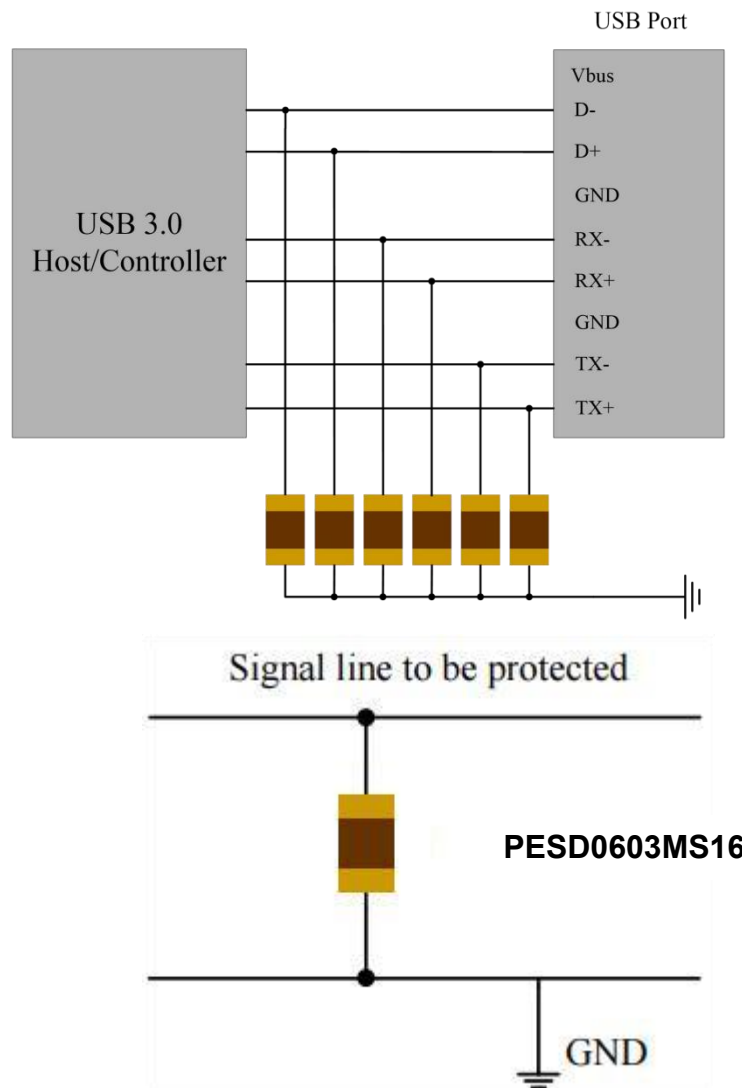 USB Port
Vbus
D-
D+
GND
USB 3.0
Host/Controller
RX-
RX+
GND
TX-
TX+
Signal line to be protected
PESD0603MS16
GND